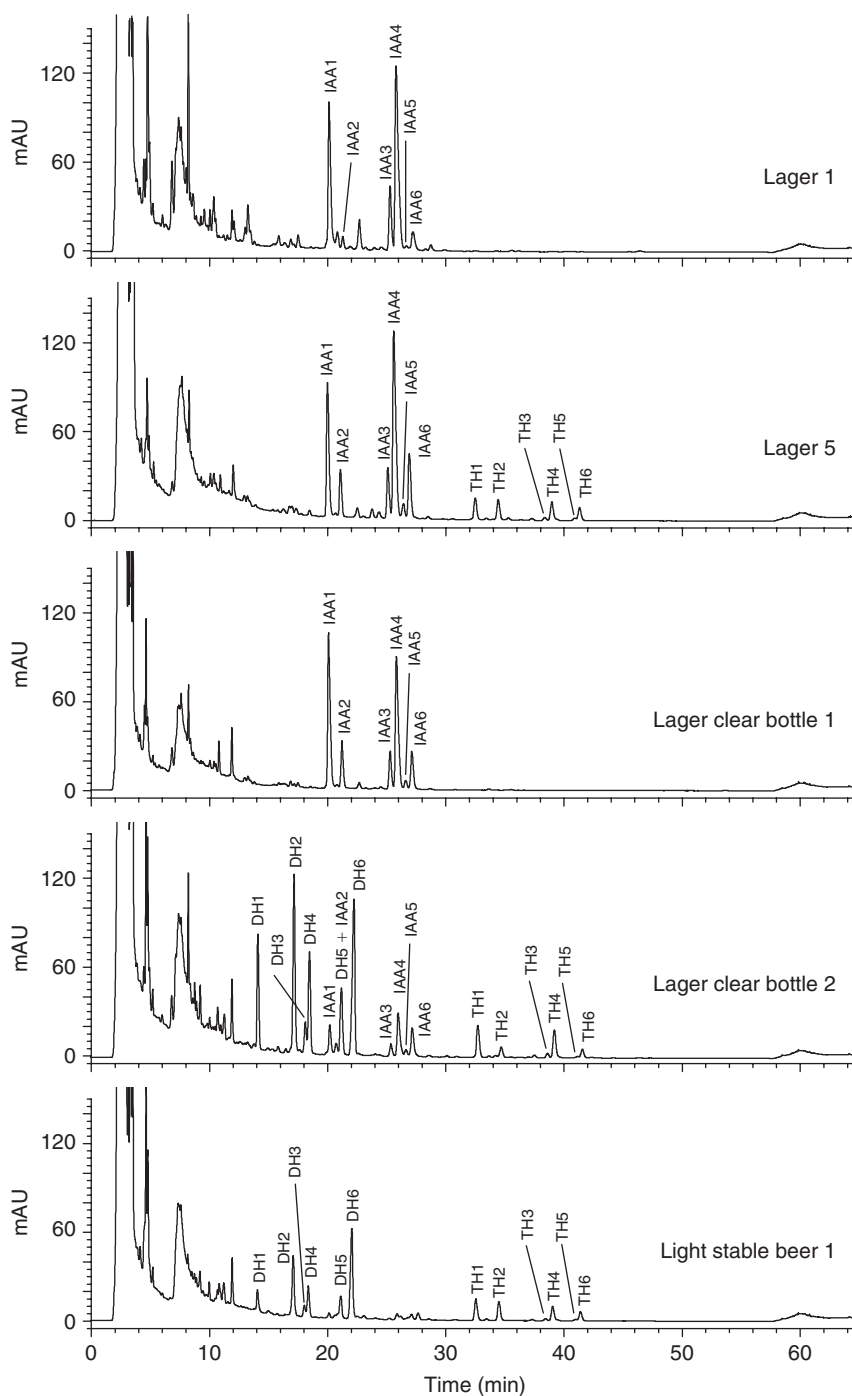 mAU
120
60
0
IAA1
IAA2
IAA3
IAA4
IAA5
IAA6
Lager 1
mAU
120
60
0
IAA1
IAA2
IAA3
IAA4
IAA5
IAA6
TH1
TH2
TH3
TH4
TH5
TH6
Lager 5
mAU
120
60
0
IAA1
IAA2
IAA3
IAA4
IAA5
IAA6
Lager clear bottle 1
mAU
120
60
0
DH1
DH2
DH3
DH4
IAA1
DH5 + IAA2
DH6
IAA3
IAA4
IAA5
IAA6
TH1
TH2
TH3
TH4
TH5
TH6
Lager clear bottle 2
mAU
120
60
0
DH1
DH2
DH3
DH4
DH5
DH6
TH1
TH2
TH3
TH4
TH5
TH6
Light stable beer 1
0 10 20 30 40 50 60
Time (min)